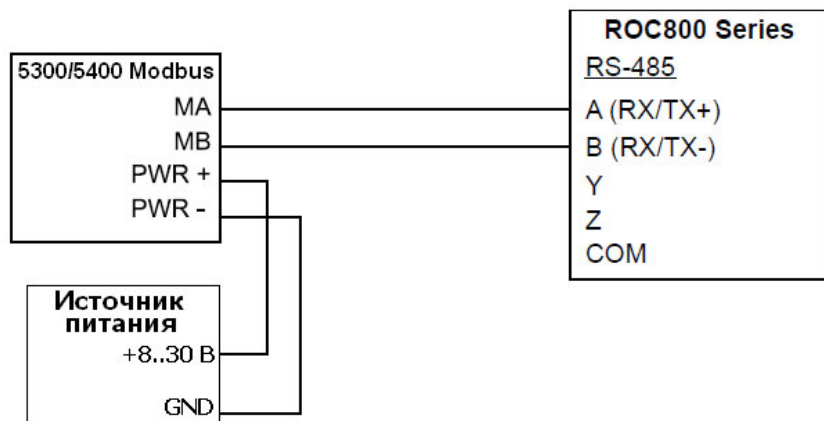 5300/5400 Modbus
MA
MB
PWR +
PWR -
Источник
питания
+8..30 В
GND
ROC800 Series
RS-485
A (RX/TX+)
B (RX/TX-)
Y
Z
COM